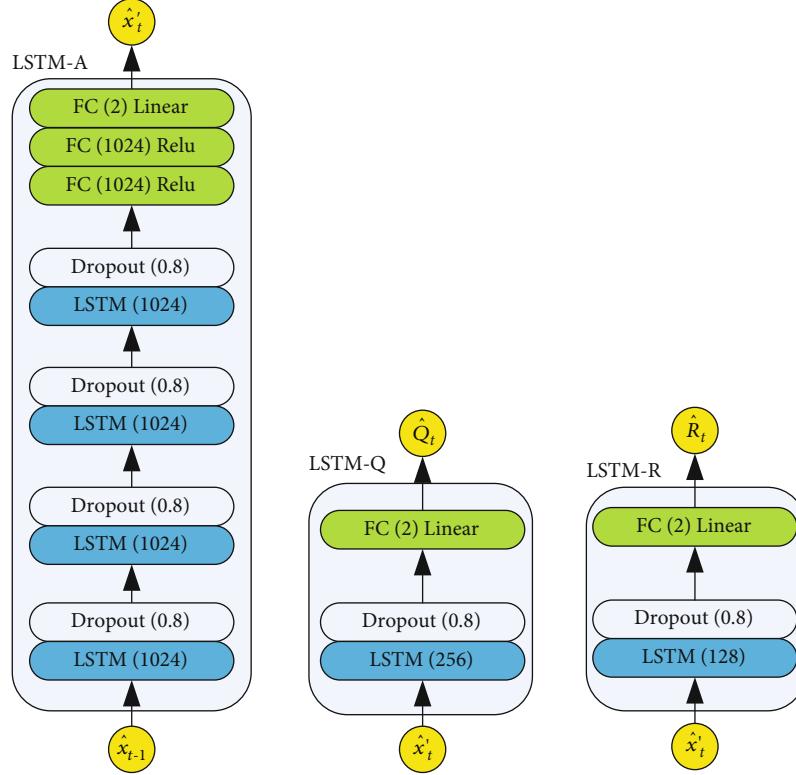 x̂'ₜ
LSTM-A
FC (2) Linear
FC (1024) Relu
FC (1024) Relu
Dropout (0.8)
LSTM (1024)
Dropout (0.8)
LSTM (1024)
Dropout (0.8)
LSTM (1024)
Dropout (0.8)
LSTM (1024)
x̂ₜ₋₁
Q̂ₜ
LSTM-Q
FC (2) Linear
Dropout (0.8)
LSTM (256)
x̂'ₜ
R̂ₜ
LSTM-R
FC (2) Linear
Dropout (0.8)
LSTM (128)
x̂'ₜ